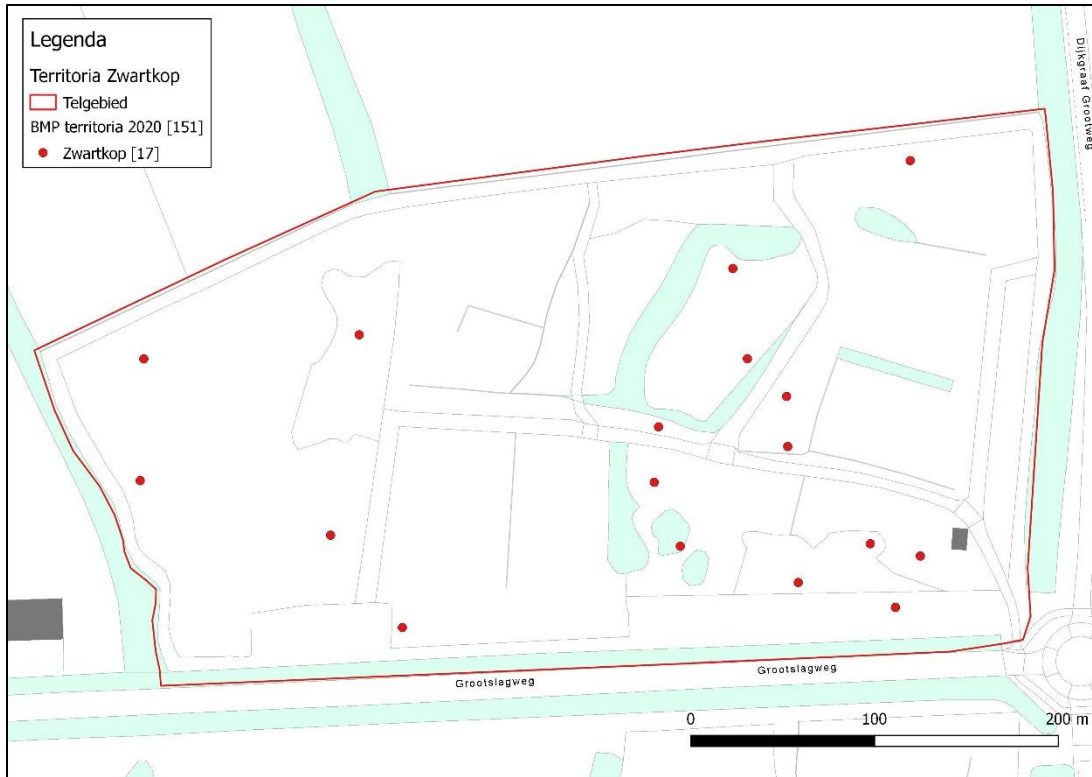 Legenda
Territoria Zwartkop
Telgebied
BMP territoria 2020 [151]
Zwartkop [17]
Dijkgraaf Grootweg
Grootslagweg
Grootslagweg
0 100 200 m